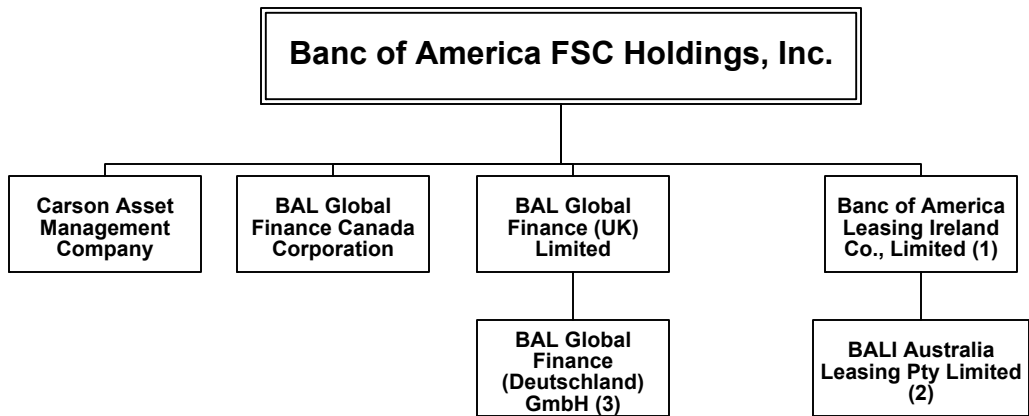 Banc of America FSC Holdings, Inc.
Carson Asset
Management
Company
BAL Global
Finance Canada
Corporation
BAL Global
Finance (UK)
Limited
Banc of America
Leasing Ireland
Co., Limited (1)
BAL Global
Finance
(Deutschland)
GmbH (3)
BALI Australia
Leasing Pty Limited
(2)